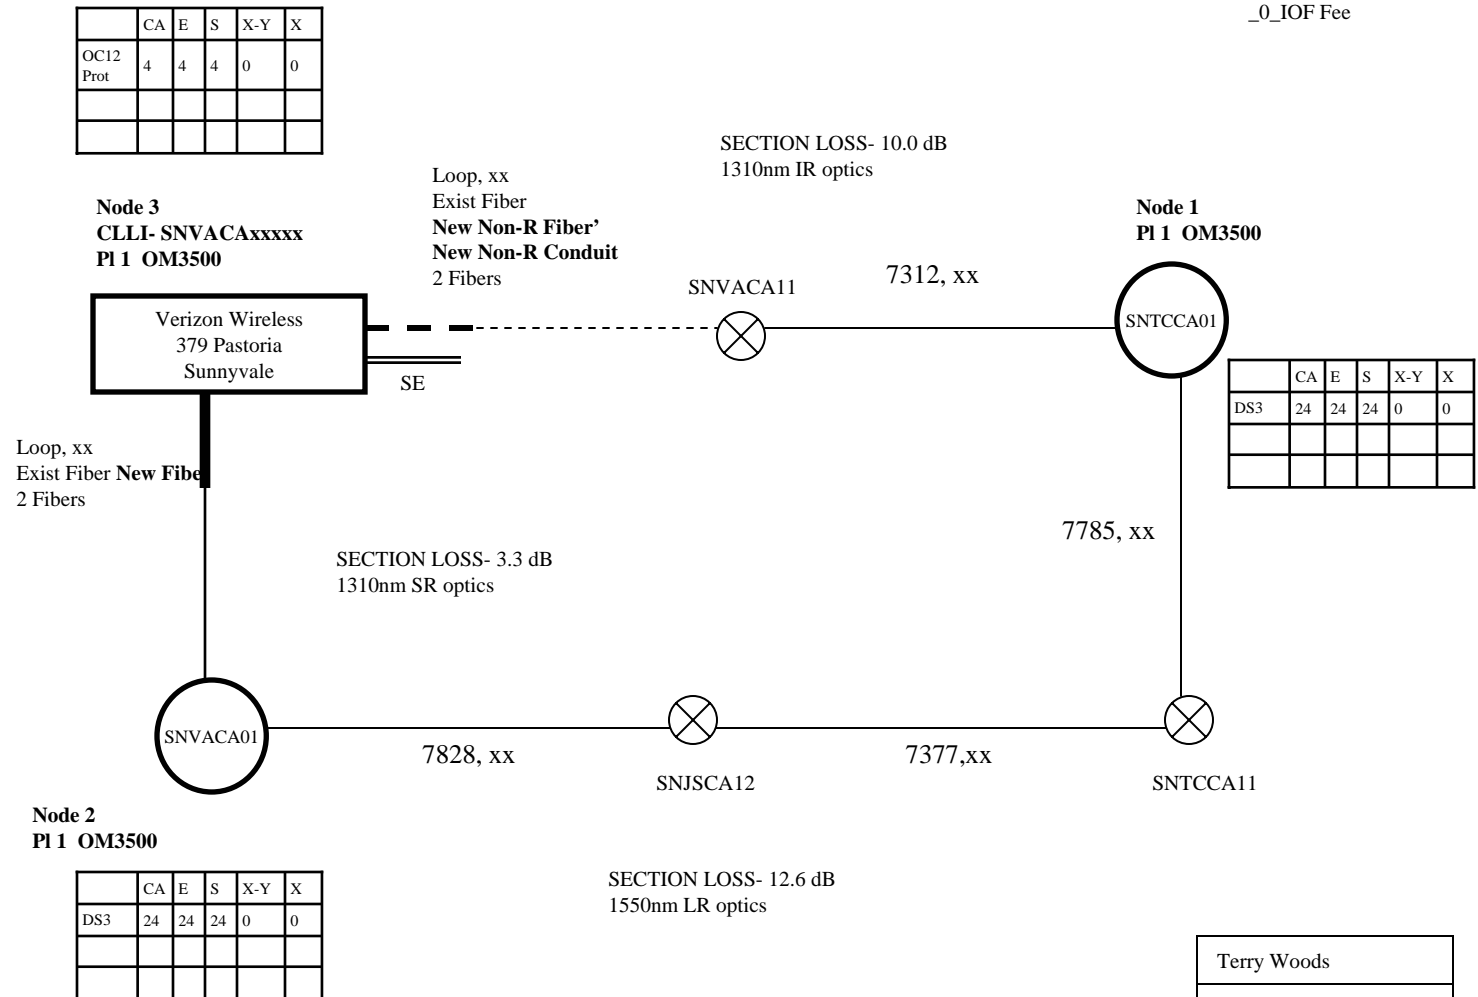 _0_IOF Fee
CA E S X-Y X
OC12 Prot 4 4 4 0 0
SECTION LOSS- 10.0 dB
1310nm IR optics
Loop, xx
Exist Fiber
New Non-R Fiber’
New Non-R Conduit
2 Fibers
Node 3
CLLI- SNVACAxxxxx
Pl 1 OM3500
Node 1
Pl 1 OM3500
SNVACA11
7312, xx
Verizon Wireless
379 Pastoria
Sunnyvale
SE
SNTCCA01
CA E S X-Y X
DS3 24 24 24 0 0
Loop, xx
Exist Fiber New Fibe
2 Fibers
7785, xx
SECTION LOSS- 3.3 dB
1310nm SR optics
SNVACA01
7828, xx
SNJSCA12
7377,xx
SNTCCA11
Node 2
Pl 1 OM3500
CA E S X-Y X
DS3 24 24 24 0 0
SECTION LOSS- 12.6 dB
1550nm LR optics
Terry Woods